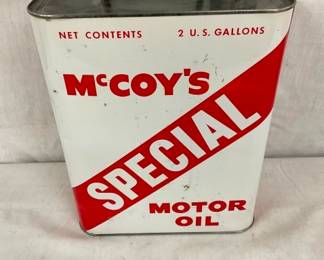 NET CONTENTS 2 U.S. GALLONS
McCOY'S
SPECIAL
MOTOR
OIL